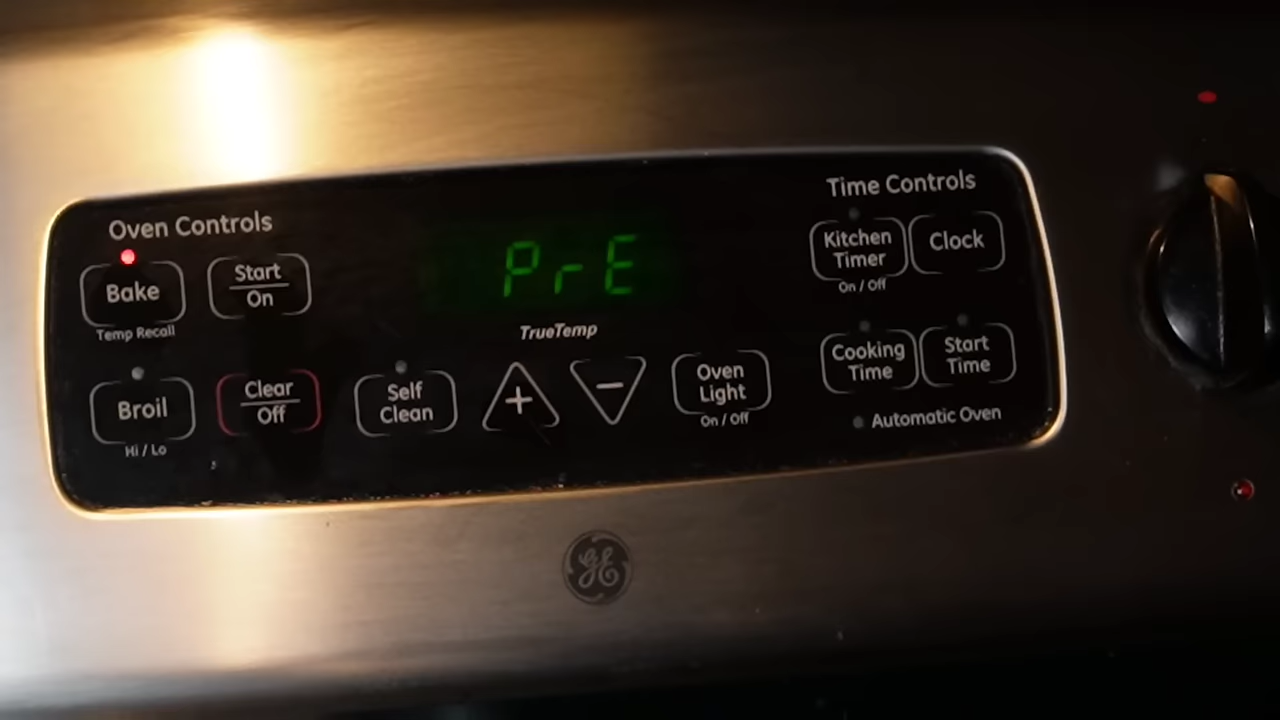 Oven Controls
Bake
Temp Recall
Start
On
Broil
Hi / Lo
Clear
Off
Self
Clean
PrE
TrueTemp
+
−
Oven
Light
On / Off
Time Controls
Kitchen
Timer
On / Off
Clock
Cooking
Time
Start
Time
Automatic Oven
GE